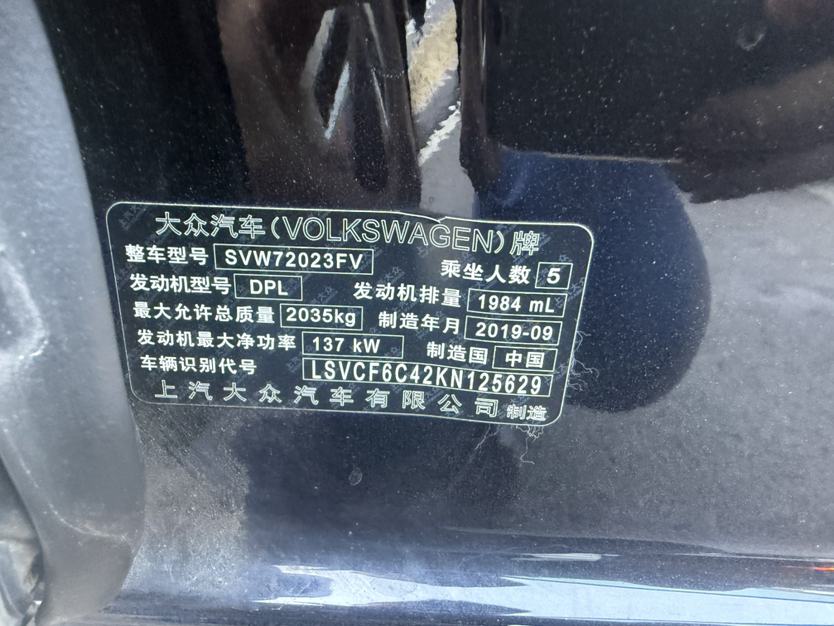 大众汽车(VOLKSWAGEN)牌
整车型号 SVW72023FV 乘坐人数 5
发动机型号 DPL 发动机排量 1984 mL
最大允许总质量 2035kg 制造年月 2019-09
发动机最大净功率 137 kW 制造国 中国
车辆识别代号 LSVCF6C42KN125629
上汽大众汽车有限公司 制造